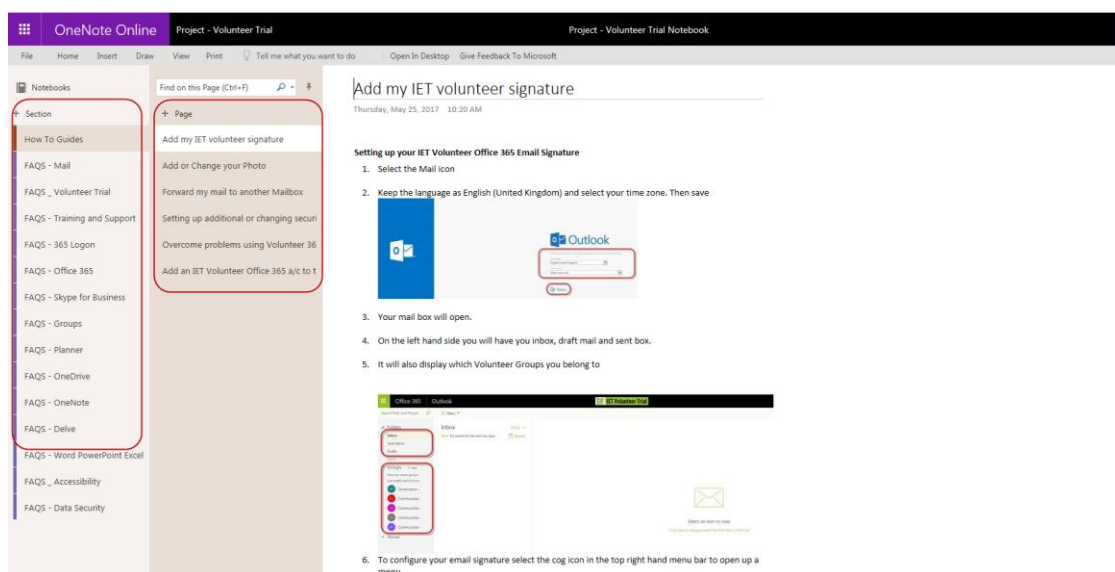 OneNote Online
Project - Volunteer Trial
Project - Volunteer Trial Notebook
File Home Insert Draw View Print Tell me what you want to do Open In Desktop Give Feedback To Microsoft
Notebooks
+ Section
How To Guides
FAQS - Mail
FAQS _ Volunteer Trial
FAQS - Training and Support
FAQS - 365 Logon
FAQS - Office 365
FAQS - Skype for Business
FAQS - Groups
FAQS - Planner
FAQS - OneDrive
FAQS - OneNote
FAQS - Delve
FAQS - Word PowerPoint Excel
FAQS _ Accessibility
FAQS - Data Security
Find on this Page (Ctrl+F)
+ Page
Add my IET volunteer signature
Add or Change your Photo
Forward my mail to another Mailbox
Setting up additional or changing securi
Overcome problems using Volunteer 36
Add an IET Volunteer Office 365 a/c to t
Add my IET volunteer signature
Thursday, May 25, 2017 10:20 AM
Setting up your IET Volunteer Office 365 Email Signature
1. Select the Mail icon
2. Keep the language as English (United Kingdom) and select your time zone. Then save
Outlook
3. Your mail box will open.
4. On the left hand side you will have you inbox, draft mail and sent box.
5. It will also display which Volunteer Groups you belong to
Office 365 Outlook
IET Volunteer Trial
Inbox
Select an item to read
6. To configure your email signature select the cog icon in the top right hand menu bar to open up a
menu